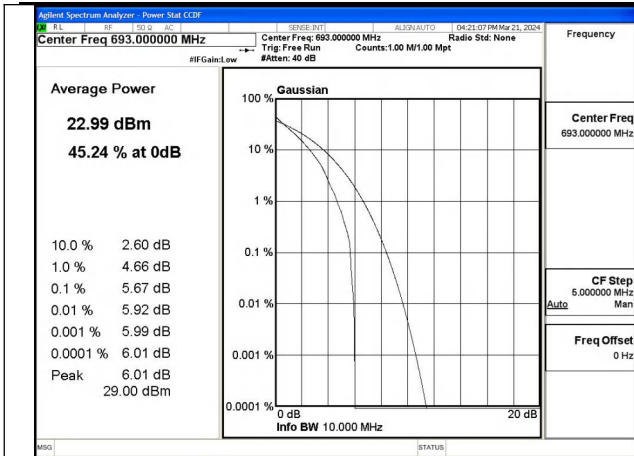 Agilent Spectrum Analyzer - Power Stat CCDF
RL RF 50 Ω AC SENSE:INT ALIGNAUTO 04:21:07 PM Mar 21, 2024
Center Freq 693.000000 MHz
Center Freq: 693.000000 MHz Radio Std: None
Trig: Free Run Counts:1.00 M/1.00 Mpt
#IFGain:Low #Atten: 40 dB
Frequency
Average Power
22.99 dBm
45.24 % at 0dB
10.0 % 2.60 dB
1.0 % 4.66 dB
0.1 % 5.67 dB
0.01 % 5.92 dB
0.001 % 5.99 dB
0.0001 % 6.01 dB
Peak 6.01 dB
29.00 dBm
Gaussian
100 %
10 %
1 %
0.1 %
0.01 %
0.001 %
0.0001 %
0 dB 20 dB
Info BW 10.000 MHz
Center Freq
693.000000 MHz
CF Step
5.000000 MHz
Auto Man
Freq Offset
0 Hz
MSG STATUS